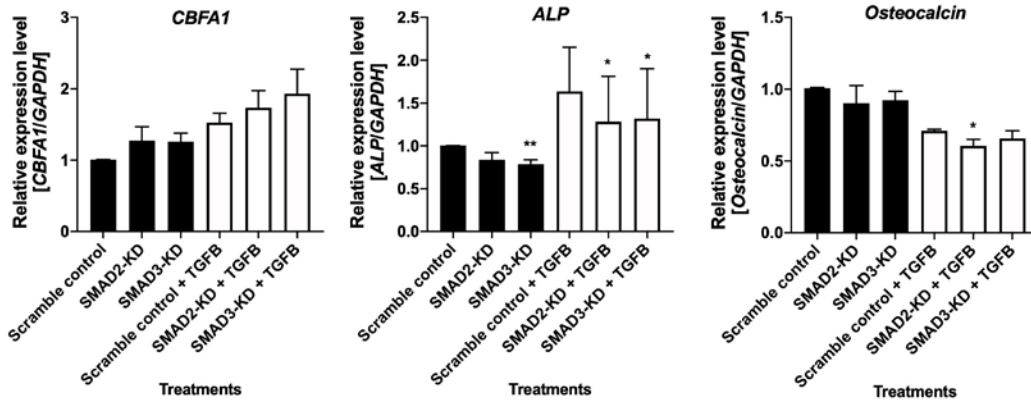 CBFA1
Relative expression level
[CBFA1/GAPDH]
3
2
1
0
Scramble control
SMAD2-KD
SMAD3-KD
Scramble control + TGFB
SMAD2-KD + TGFB
SMAD3-KD + TGFB
Treatments
ALP
Relative expression level
[ALP/GAPDH]
2.5
2.0
1.5
1.0
0.5
0.0
**
*
*
Scramble control
SMAD2-KD
SMAD3-KD
Scramble control + TGFB
SMAD2-KD + TGFB
SMAD3-KD + TGFB
Treatments
Osteocalcin
Relative expression level
[Osteocalcin/GAPDH]
1.5
1.0
0.5
0.0
*
Scramble control
SMAD2-KD
SMAD3-KD
Scramble control + TGFB
SMAD2-KD + TGFB
SMAD3-KD + TGFB
Treatments